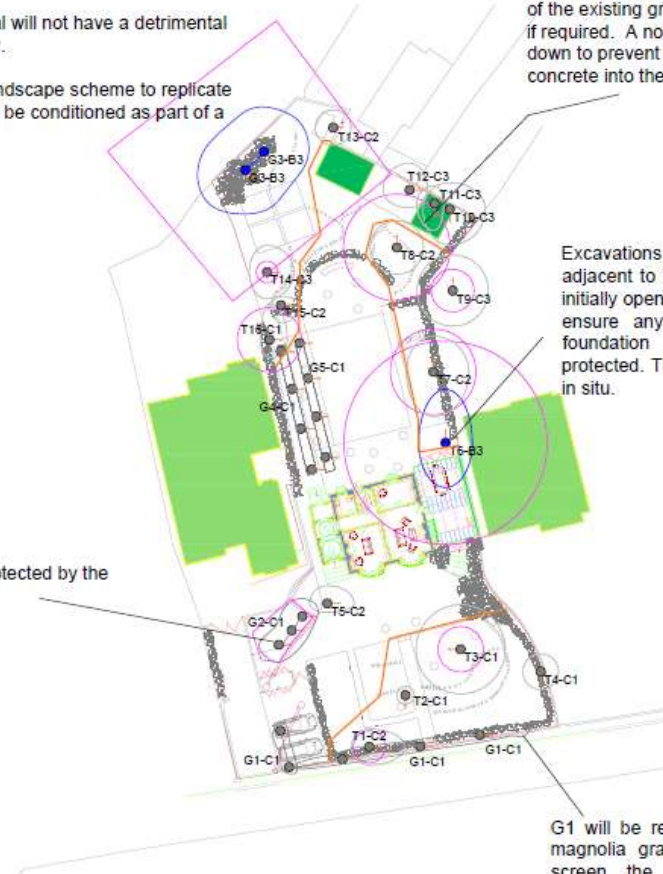 l will not have a detrimental
of the existing gr
if required. A no
down to prevent
concrete into the
ndscape scheme to replicate
be conditioned as part of a
T13-C2
G3-B3
G3-B3
T12-C3
T11-C3
T10-C3
T8-C2
Excavations
adjacent to
initially open
ensure any
foundation
protected. T
in situ.
T14-C3
T9-C3
T15-C2
T16-C1
G5-C1
T7-C2
G4-C1
T6-B3
otected by the
T5-C2
G2-C1
T3-C1
T4-C1
T2-C1
T1-C2
G1-C1
G1-C1
G1-C1
G1 will be re
magnolia gra
screen the